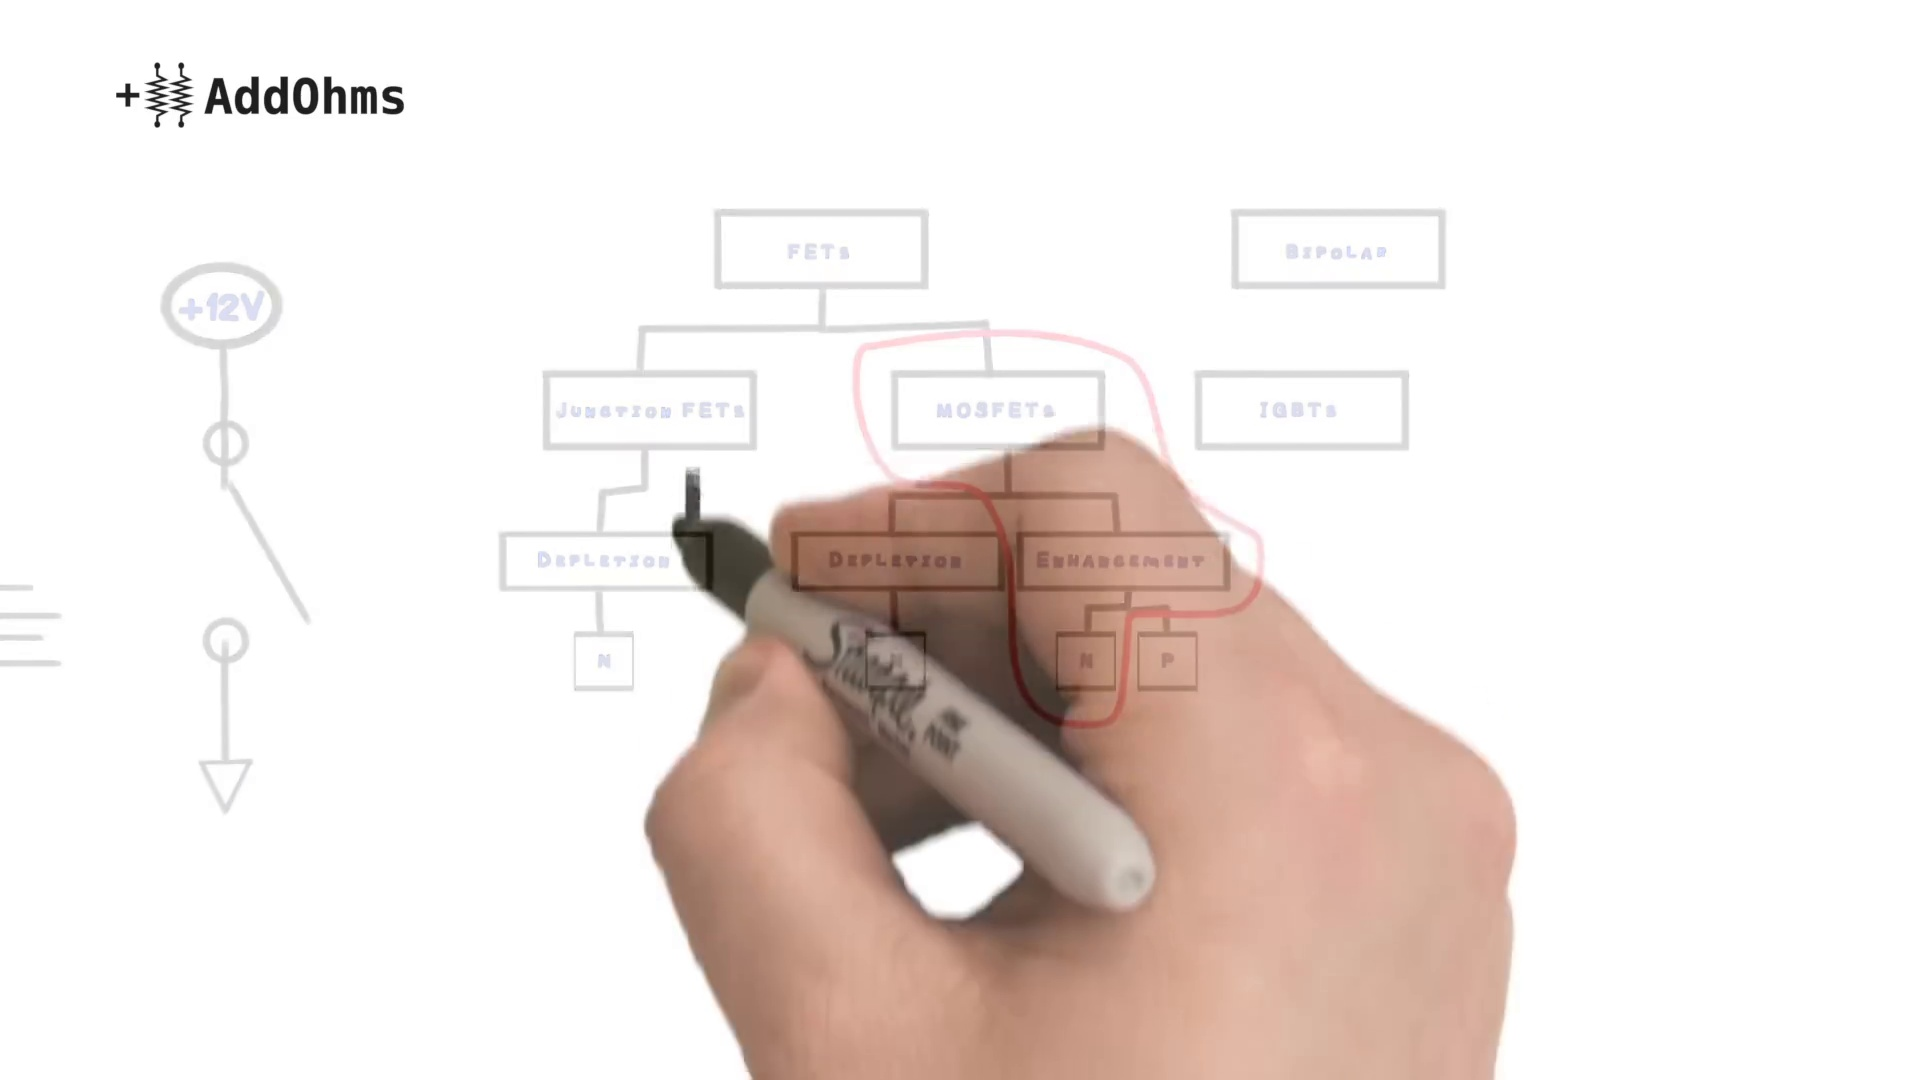 + AddOhms
FETs
Bipolar
+12V
Junction FETs
MOSFETs
IGBTs
Depletion
Depletion
Enhancement
N
N
P